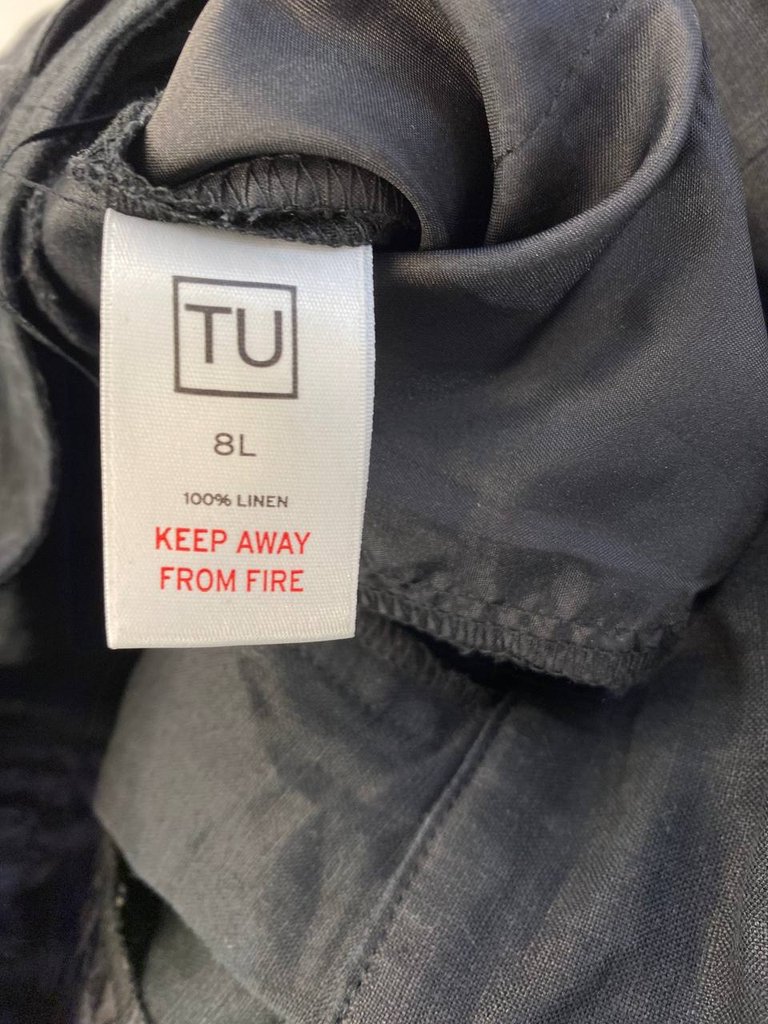 TU
8L
100% LINEN
KEEP AWAY
FROM FIRE